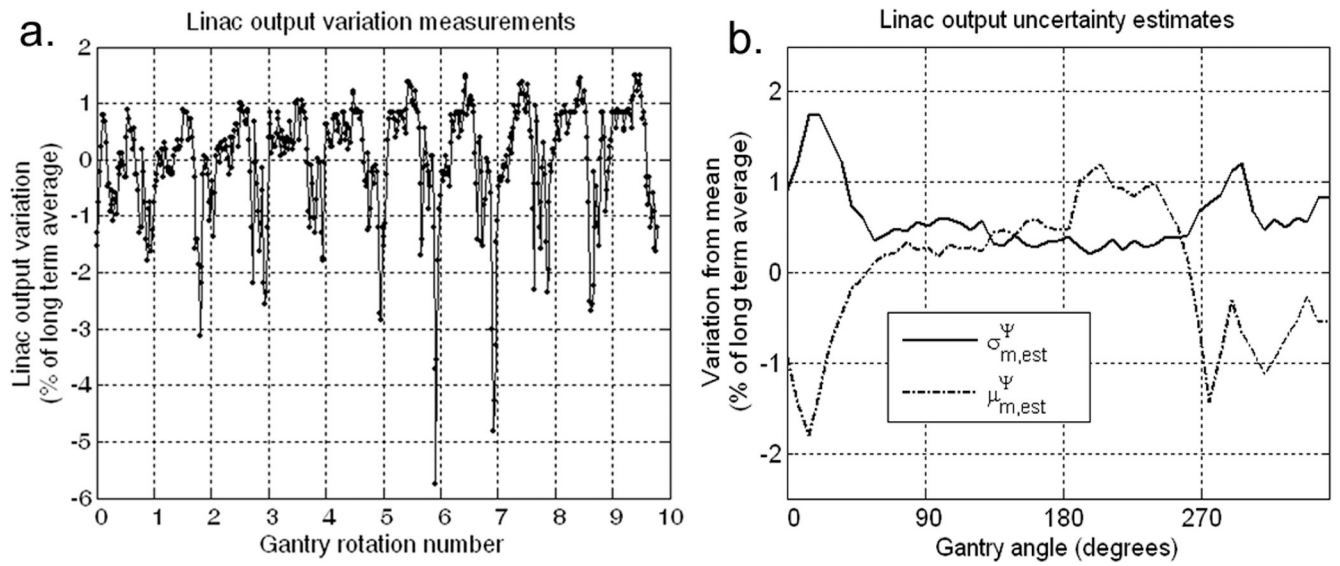 a.
Linac output variation measurements
Linac output variation
(% of long term average)
2
1
0
-1
-2
-3
-4
-5
-6
0 1 2 3 4 5 6 7 8 9 10
Gantry rotation number
b.
Linac output uncertainty estimates
Variation from mean
(% of long term average)
2
1
0
-1
-2
σ^Ψ_m,est
μ^Ψ_m,est
0 90 180 270
Gantry angle (degrees)